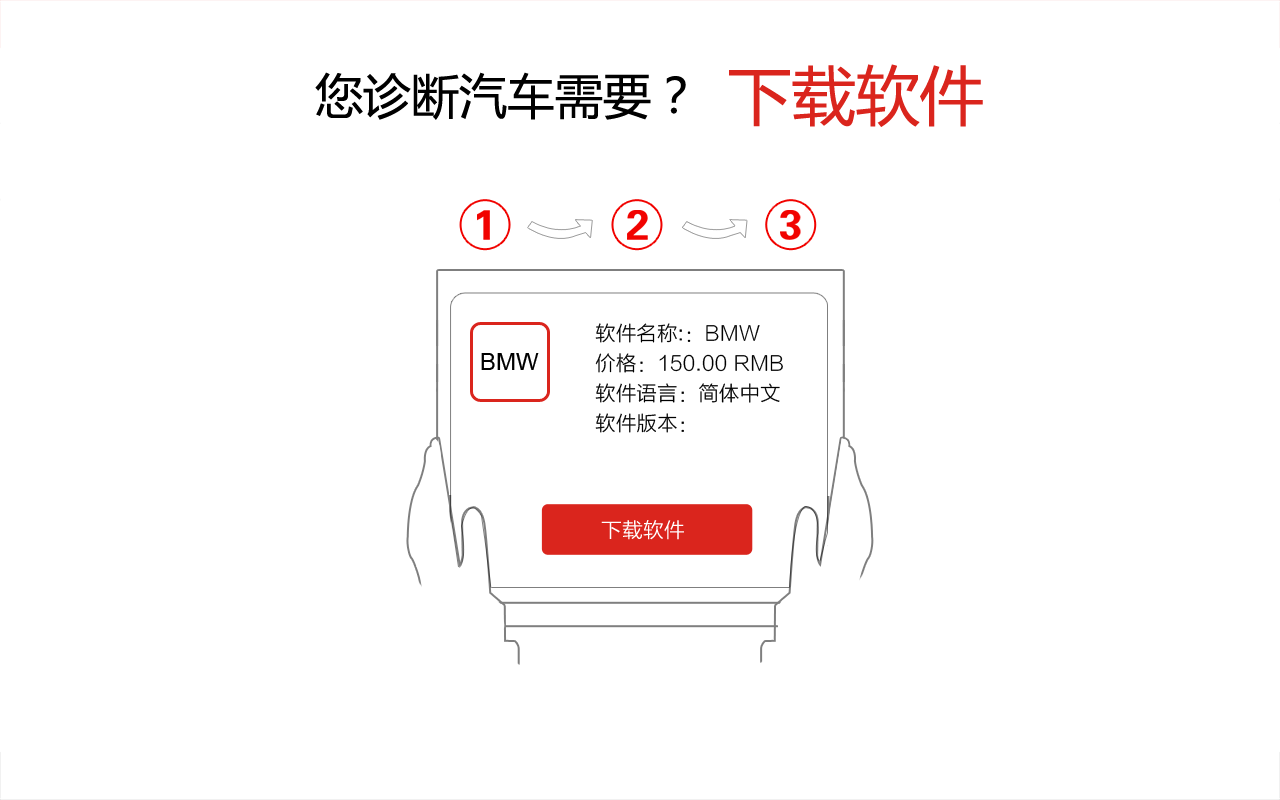 您诊断汽车需要？ 下载软件
① ② ③
BMW
软件名称:：BMW
价格：150.00 RMB
软件语言：简体中文
软件版本：
下载软件